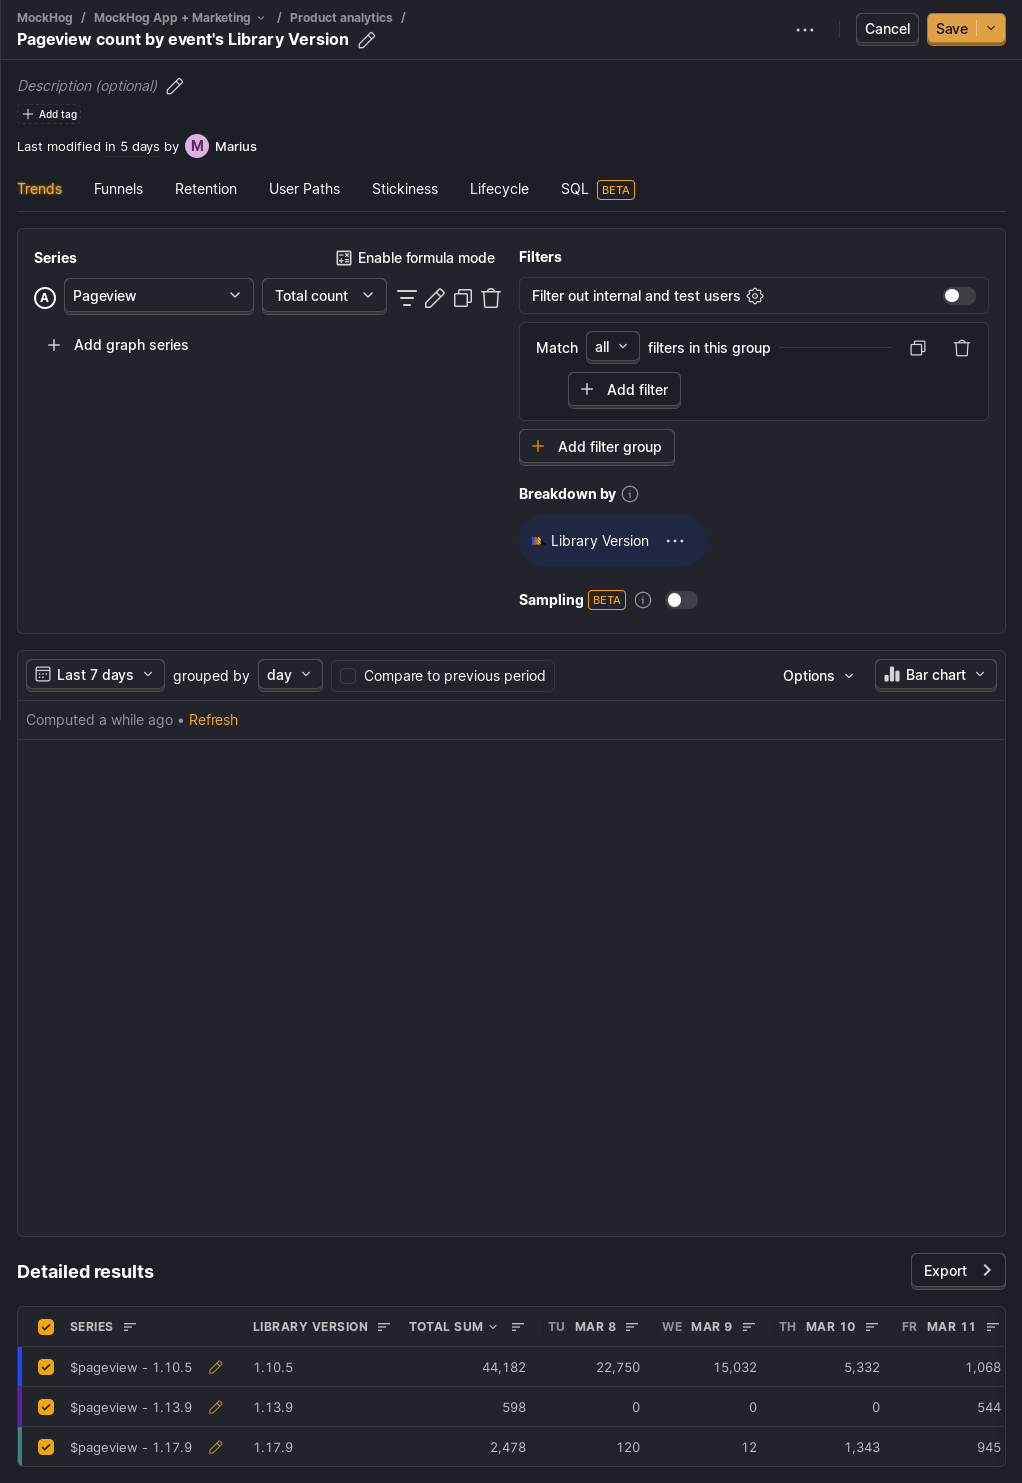 MockHog / MockHog App + Marketing / Product analytics /
Pageview count by event's Library Version
Cancel
Save
Description (optional)
Add tag
Last modified in 5 days by M Marius
Trends Funnels Retention User Paths Stickiness Lifecycle SQL BETA
Series
Enable formula mode
A Pageview Total count
Add graph series
Filters
Filter out internal and test users
Match all filters in this group
Add filter
Add filter group
Breakdown by
Library Version
Sampling BETA
Last 7 days grouped by day Compare to previous period Options Bar chart
Computed a while ago • Refresh
Detailed results
Export
SERIES LIBRARY VERSION TOTAL SUM TU MAR 8 WE MAR 9 TH MAR 10 FR MAR 11
$pageview - 1.10.5 1.10.5 44,182 22,750 15,032 5,332 1,068
$pageview - 1.13.9 1.13.9 598 0 0 0 544
$pageview - 1.17.9 1.17.9 2,478 120 12 1,343 945